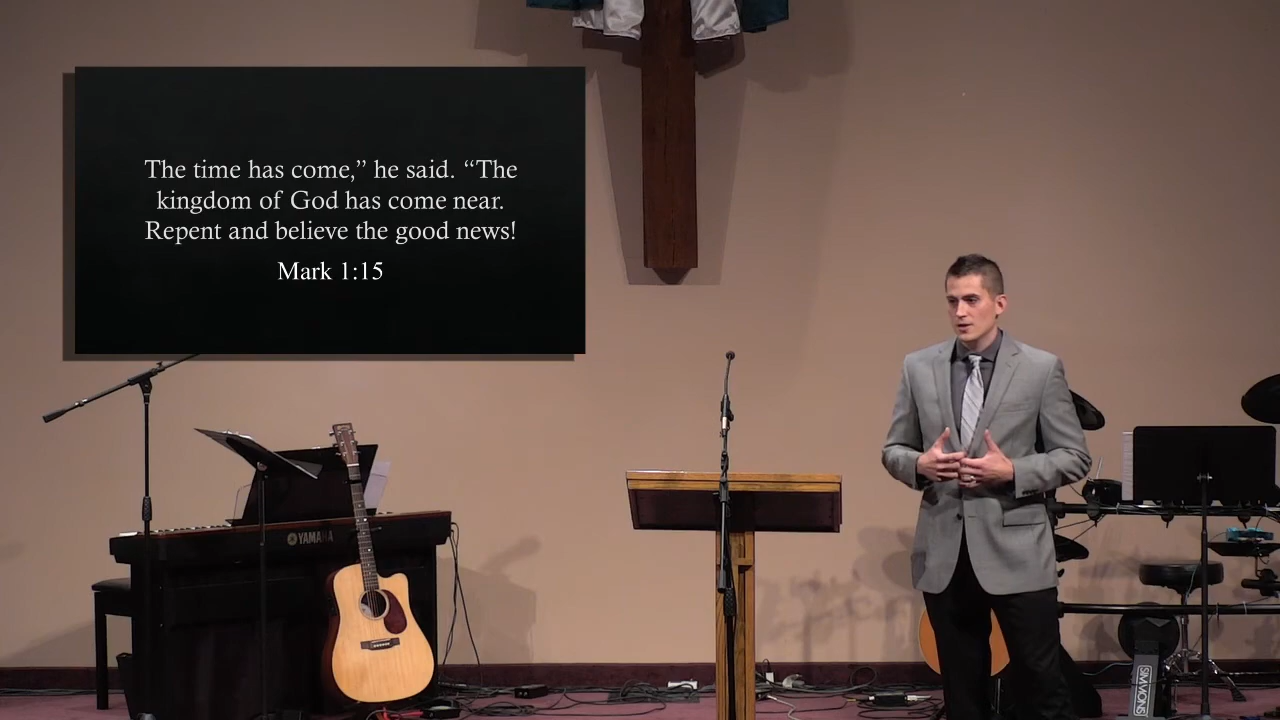 The time has come,” he said. “The
kingdom of God has come near.
Repent and believe the good news!
Mark 1:15
YAMAHA
SIMMONS